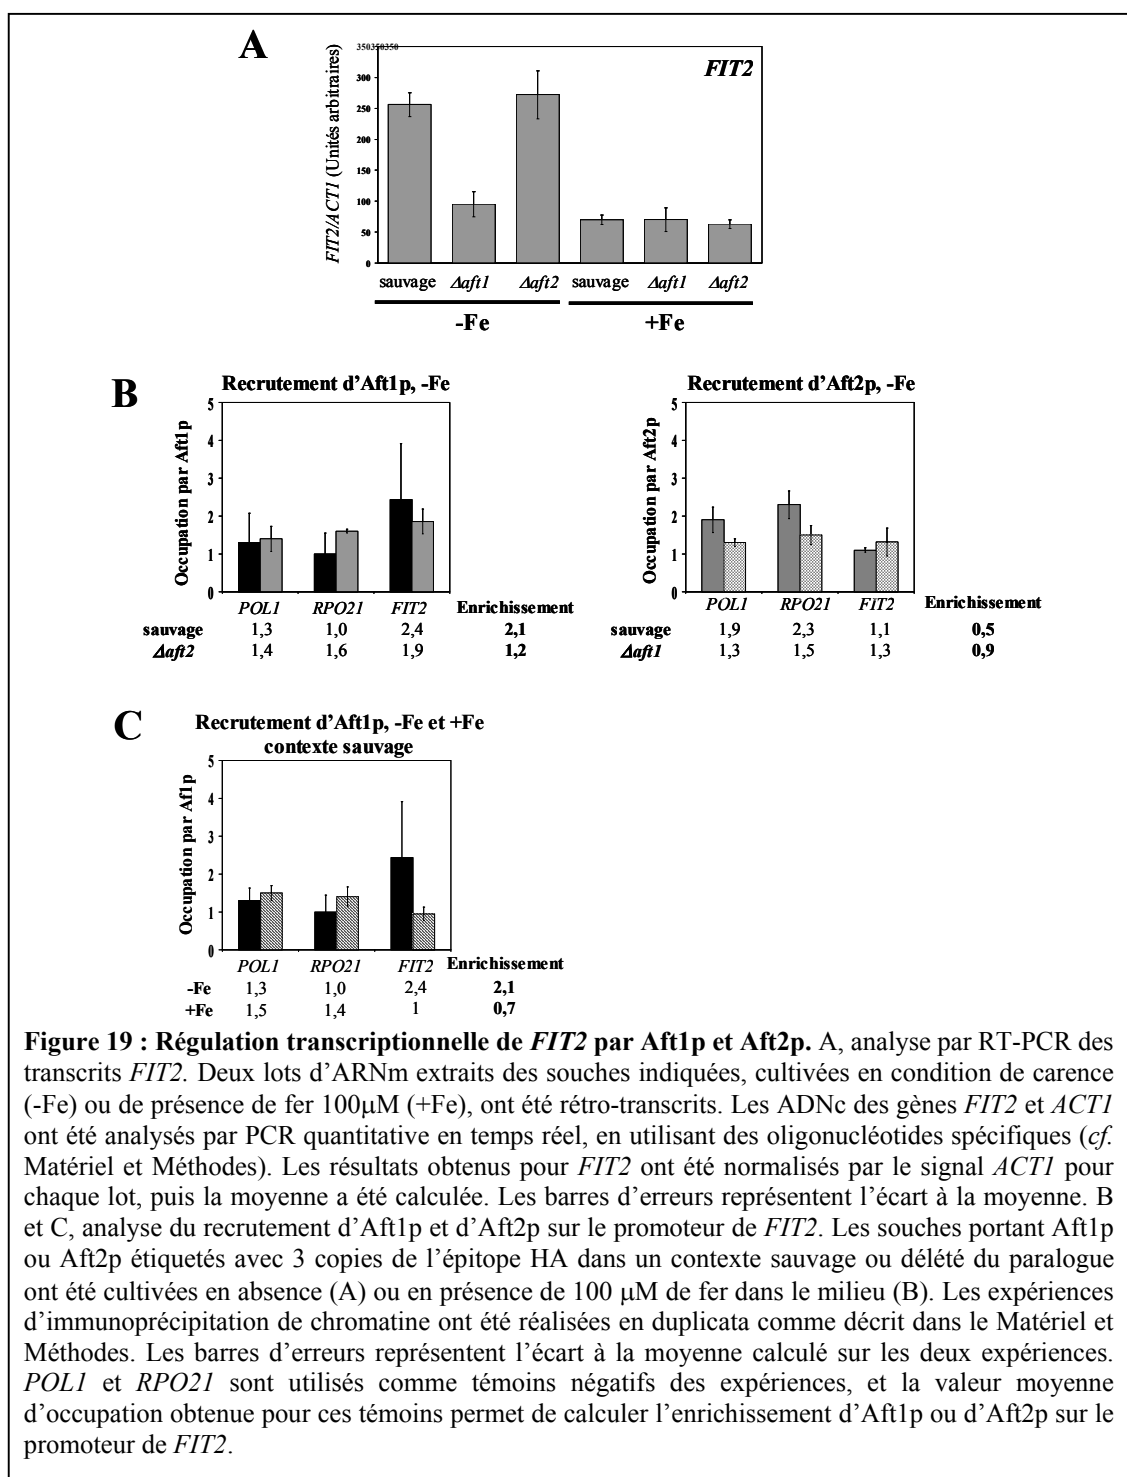 A
FIT2
FIT2/ACT1 (Unités arbitraires)
350350350
300
250
200
150
100
50
0
sauvage Δaft1 Δaft2 sauvage Δaft1 Δaft2
-Fe +Fe
B
Recrutement d’Aft1p, -Fe
Occupation par Aft1p
5
4
3
2
1
0
POL1 RPO21 FIT2 Enrichissement
sauvage 1,3 1,0 2,4 2,1
Δaft2 1,4 1,6 1,9 1,2
Recrutement d’Aft2p, -Fe
Occupation par Aft2p
5
4
3
2
1
0
POL1 RPO21 FIT2 Enrichissement
sauvage 1,9 2,3 1,1 0,5
Δaft1 1,3 1,5 1,3 0,9
C
Recrutement d’Aft1p, -Fe et +Fe
contexte sauvage
Occupation par Af1p
5
4
3
2
1
0
POL1 RPO21 FIT2 Enrichissement
-Fe 1,3 1,0 2,4 2,1
+Fe 1,5 1,4 1 0,7
Figure 19 : Régulation transcriptionnelle de FIT2 par Aft1p et Aft2p. A, analyse par RT-PCR des
transcrits FIT2. Deux lots d’ARNm extraits des souches indiquées, cultivées en condition de carence
(-Fe) ou de présence de fer 100µM (+Fe), ont été rétro-transcrits. Les ADNc des gènes FIT2 et ACT1
ont été analysés par PCR quantitative en temps réel, en utilisant des oligonucléotides spécifiques (cf.
Matériel et Méthodes). Les résultats obtenus pour FIT2 ont été normalisés par le signal ACT1 pour
chaque lot, puis la moyenne a été calculée. Les barres d’erreurs représentent l’écart à la moyenne. B
et C, analyse du recrutement d’Aft1p et d’Aft2p sur le promoteur de FIT2. Les souches portant Aft1p
ou Aft2p étiquetés avec 3 copies de l’épitope HA dans un contexte sauvage ou délété du paralogue
ont été cultivées en absence (A) ou en présence de 100 µM de fer dans le milieu (B). Les expériences
d’immunoprécipitation de chromatine ont été réalisées en duplicata comme décrit dans le Matériel et
Méthodes. Les barres d’erreurs représentent l’écart à la moyenne calculé sur les deux expériences.
POL1 et RPO21 sont utilisés comme témoins négatifs des expériences, et la valeur moyenne
d’occupation obtenue pour ces témoins permet de calculer l’enrichissement d’Aft1p ou d’Aft2p sur le
promoteur de FIT2.